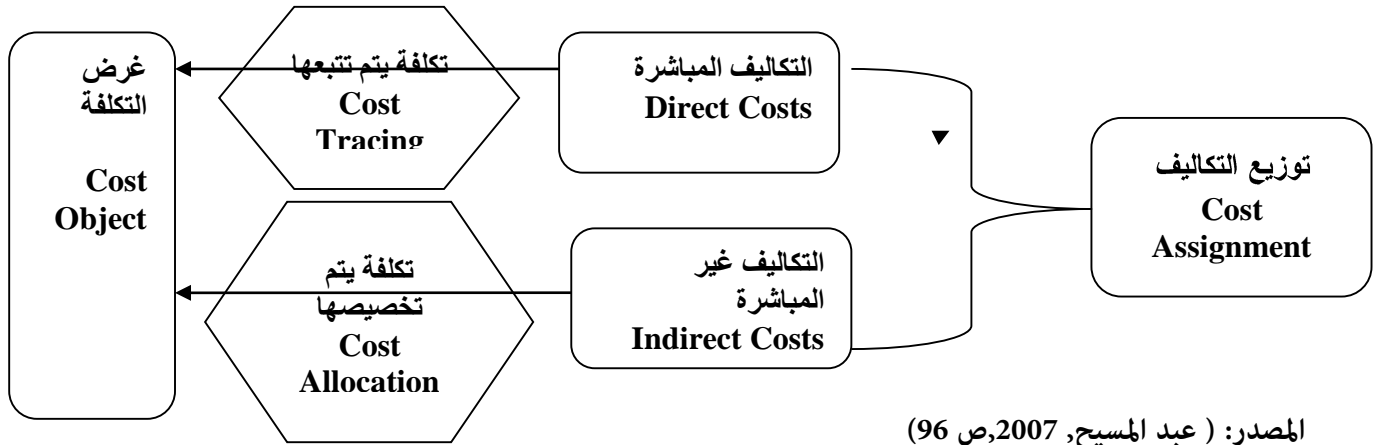 توزيع التكاليف
Cost
Assignment
التكاليف المباشرة
Direct Costs
تكلفة يتم تتبعها
Cost
Tracing
غرض
التكلفة
Cost
Object
التكاليف غير
المباشرة
Indirect Costs
تكلفة يتم
تخصيصها
Cost
Allocation
المصدر: ( عبد المسيح, 2007,ص 96)